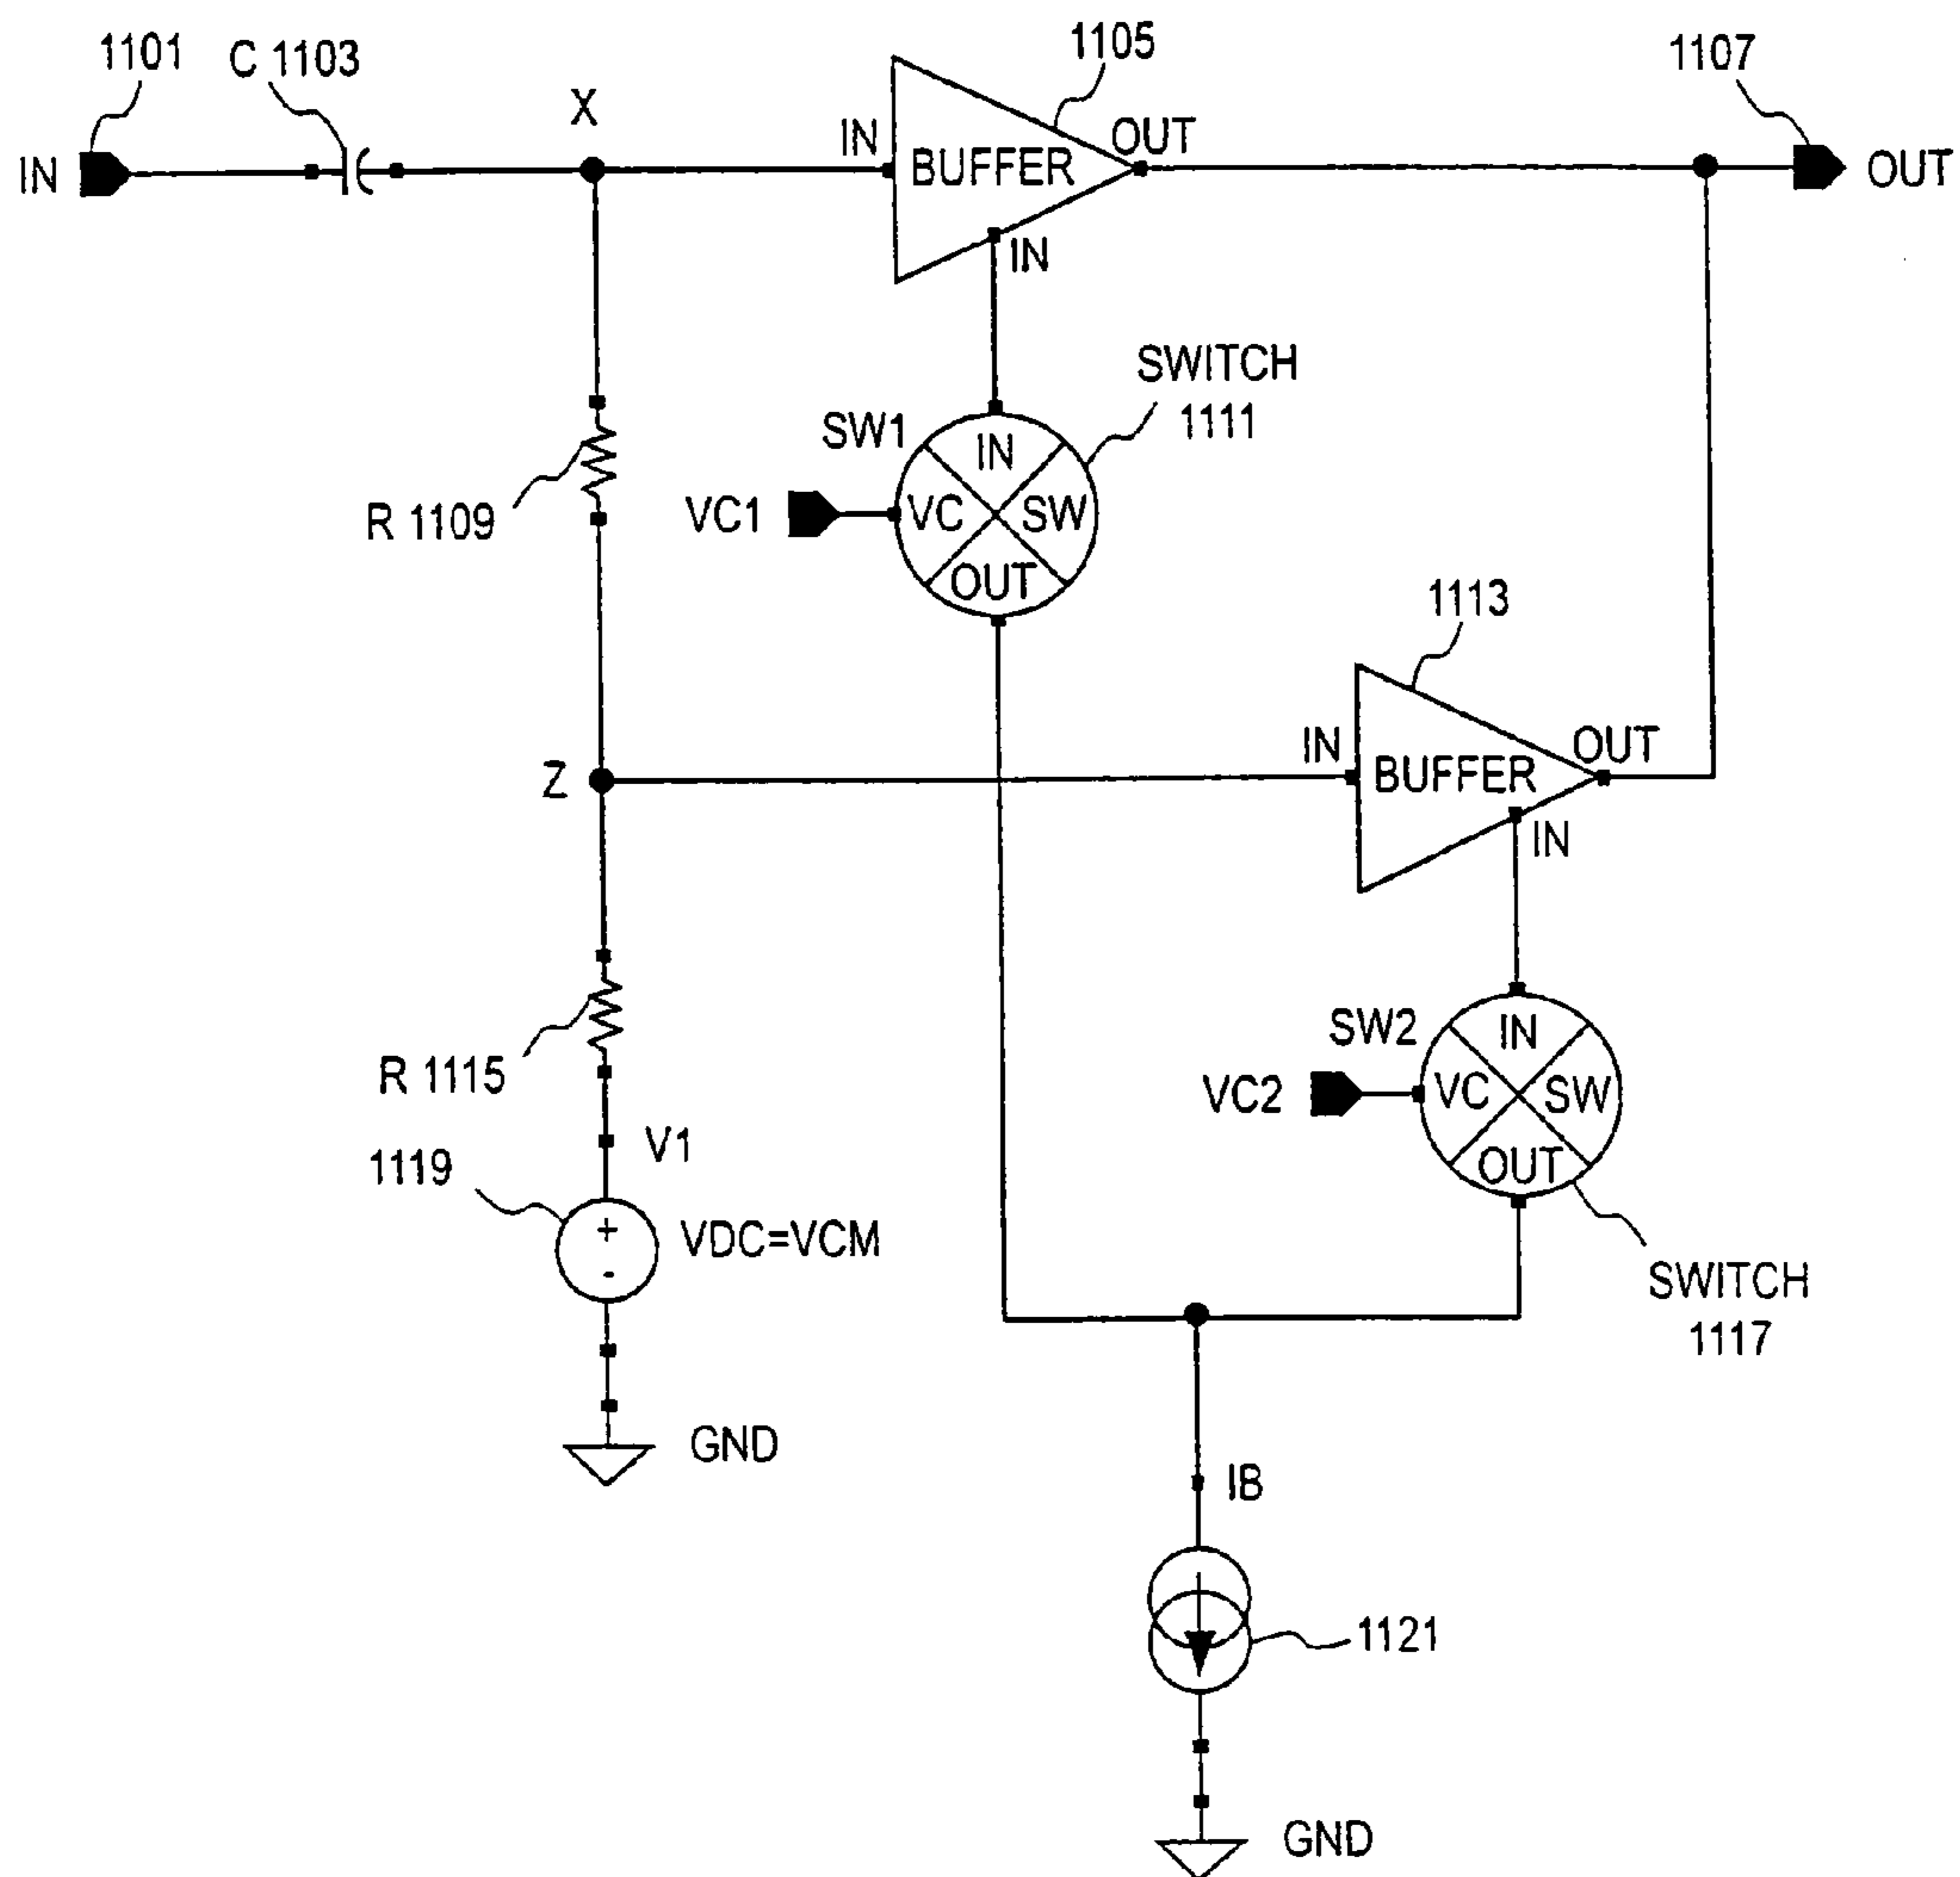 1101
C 1103
X
1105
1107
IN
IN
BUFFER
OUT
OUT
IN
SWITCH
1111
SW1
IN
VC1
VC
SW
OUT
R 1109
1113
Z
IN
BUFFER
OUT
IN
SW2
IN
VC2
VC
SW
OUT
R 1115
V1
1119
+
-
VDC=VCM
SWITCH
1117
GND
IB
1121
GND